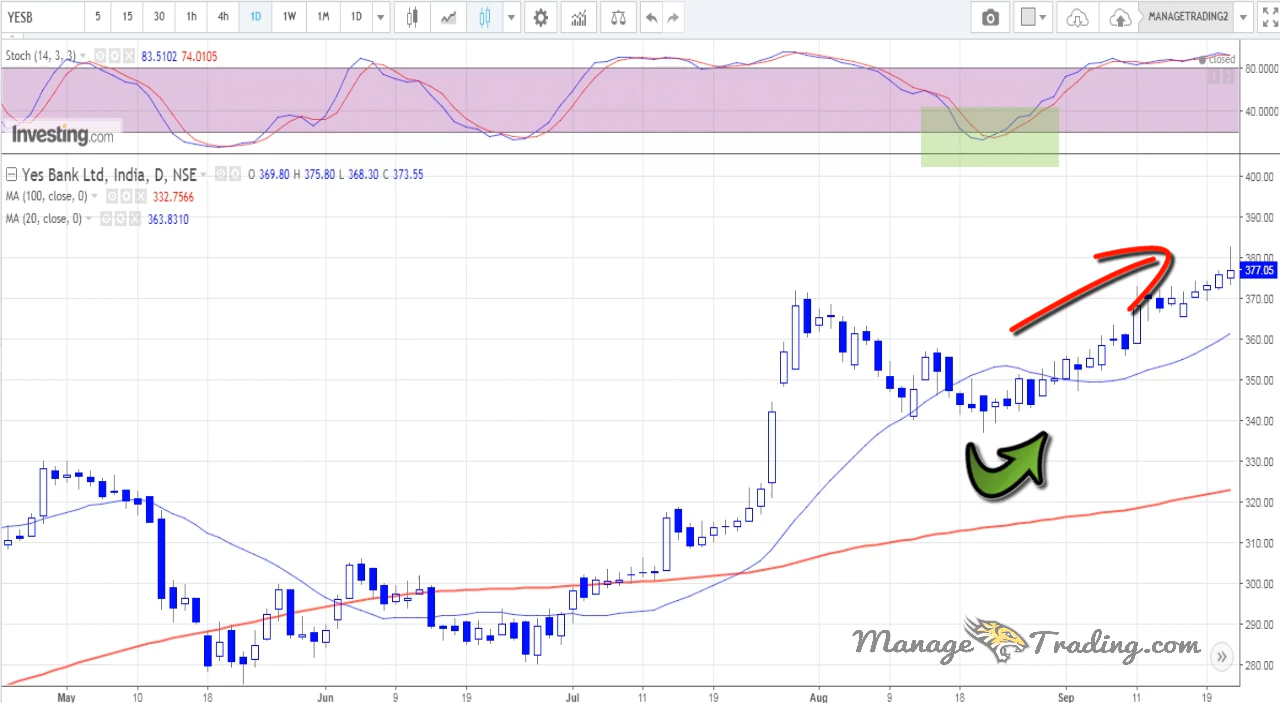 YESB 5 15 30 1h 4h 1D 1W 1M 1D MANAGETRADING2
Stoch (14, 3, 3) 83.5102 74.0105
closed
80.0000
40.0000
Investing.com
Yes Bank Ltd, India, D, NSE O 369.80 H 375.80 L 368.30 C 373.55
MA (100, close, 0) 332.7566
MA (20, close, 0) 363.8310
400.00
390.00
380.00
377.05
370.00
360.00
350.00
340.00
330.00
320.00
310.00
300.00
290.00
280.00
ManageTrading.com
May 10 18 Jun 9 19 Jul 11 19 Aug 9 18 Sep 11 19